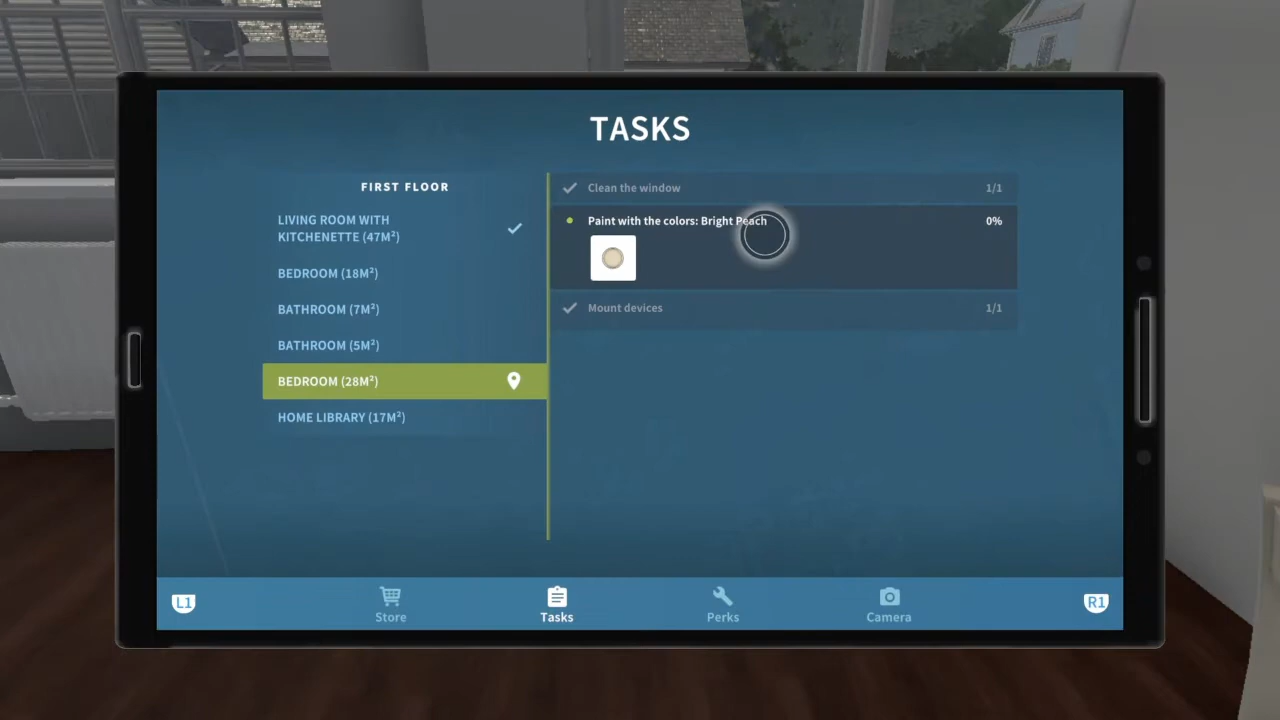 TASKS
FIRST FLOOR
LIVING ROOM WITH
KITCHENETTE (47M²)
BEDROOM (18M²)
BATHROOM (7M²)
BATHROOM (5M²)
BEDROOM (28M²)
HOME LIBRARY (17M²)
Clean the window 1/1
Paint with the colors: Bright Peach 0%
Mount devices 1/1
L1 Store Tasks Perks Camera R1